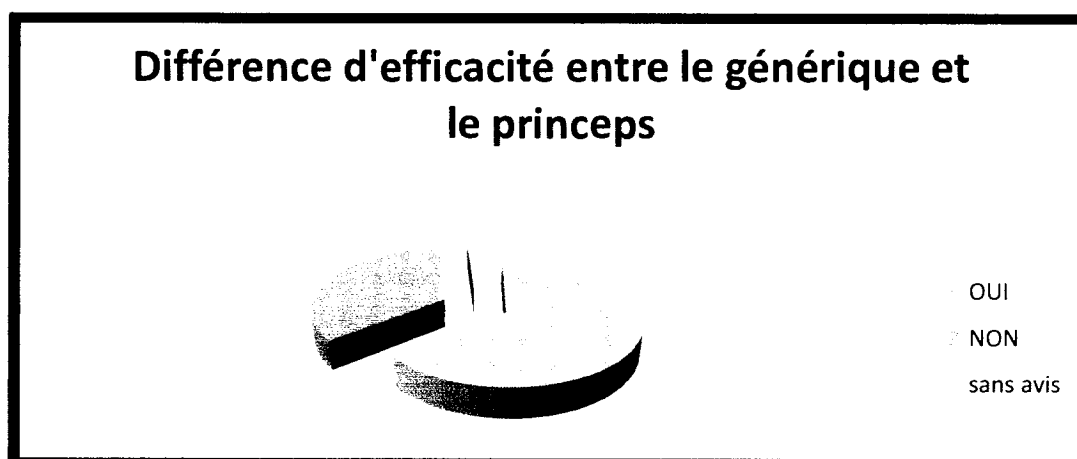 Différence d'efficacité entre le générique et
le princeps
OUI
NON
sans avis